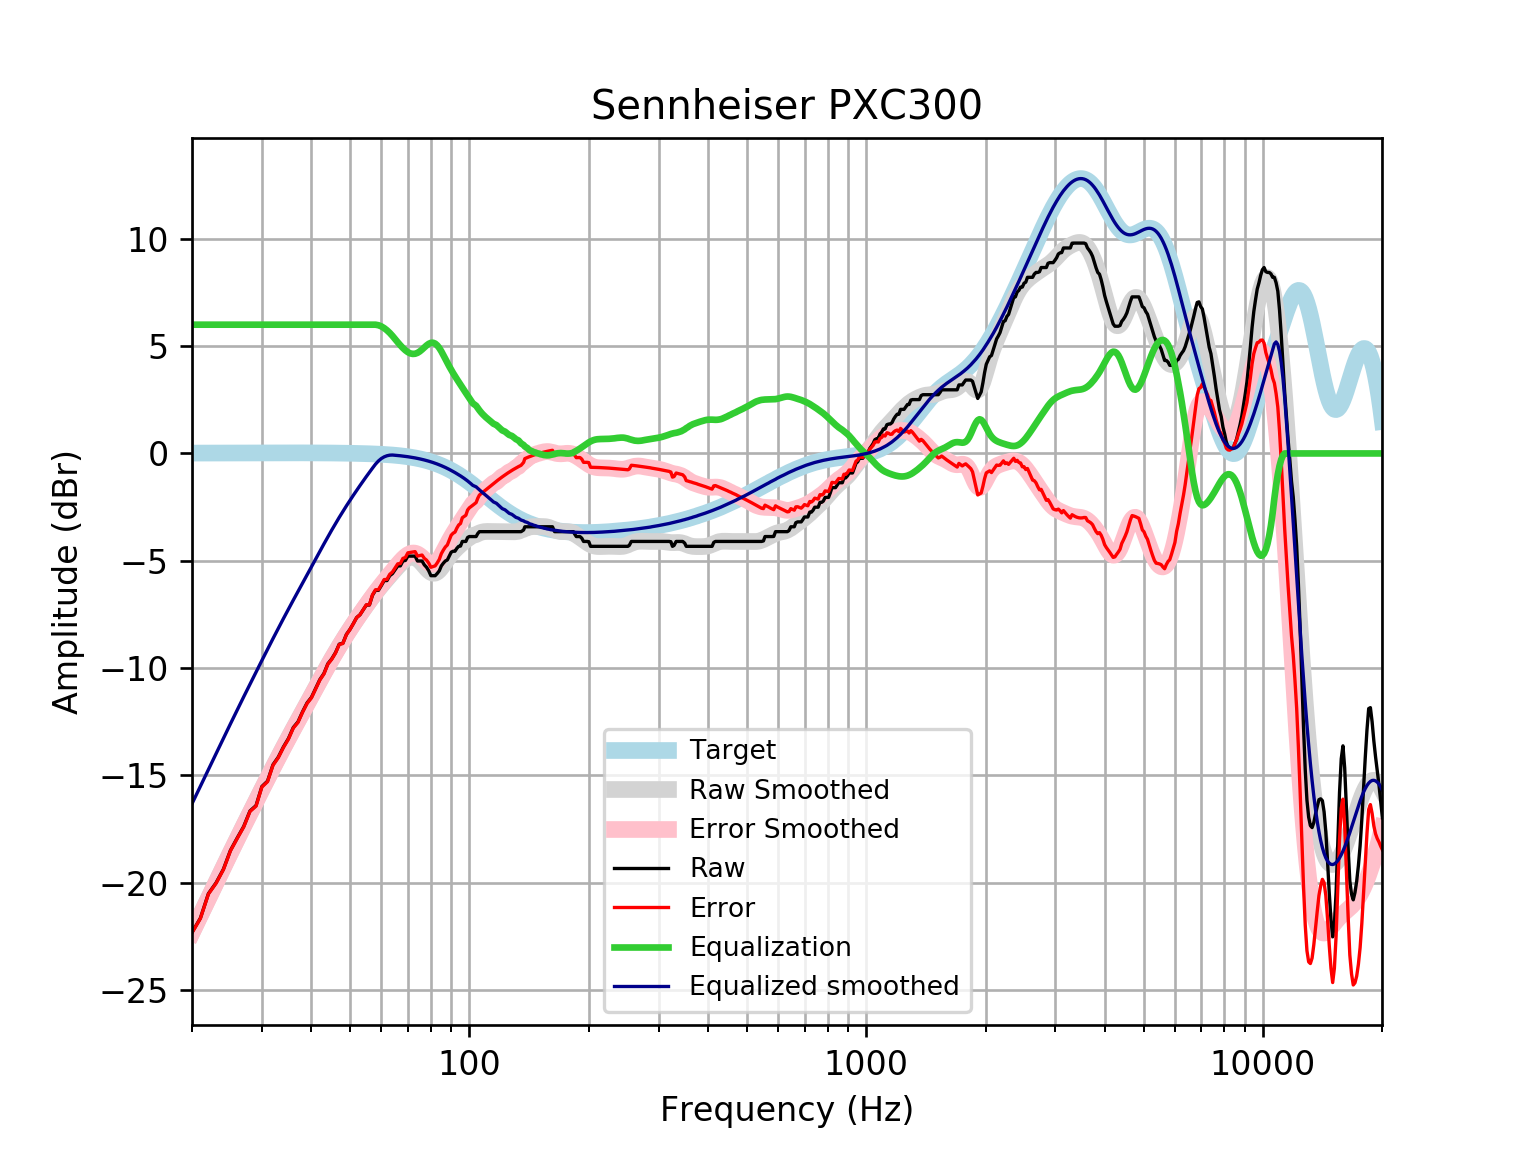 Sennheiser PXC300
Amplitude (dBr)
10
5
0
−5
−10
−15
−20
−25
Target
Raw Smoothed
Error Smoothed
Raw
Error
Equalization
Equalized smoothed
100
1000
10000
Frequency (Hz)